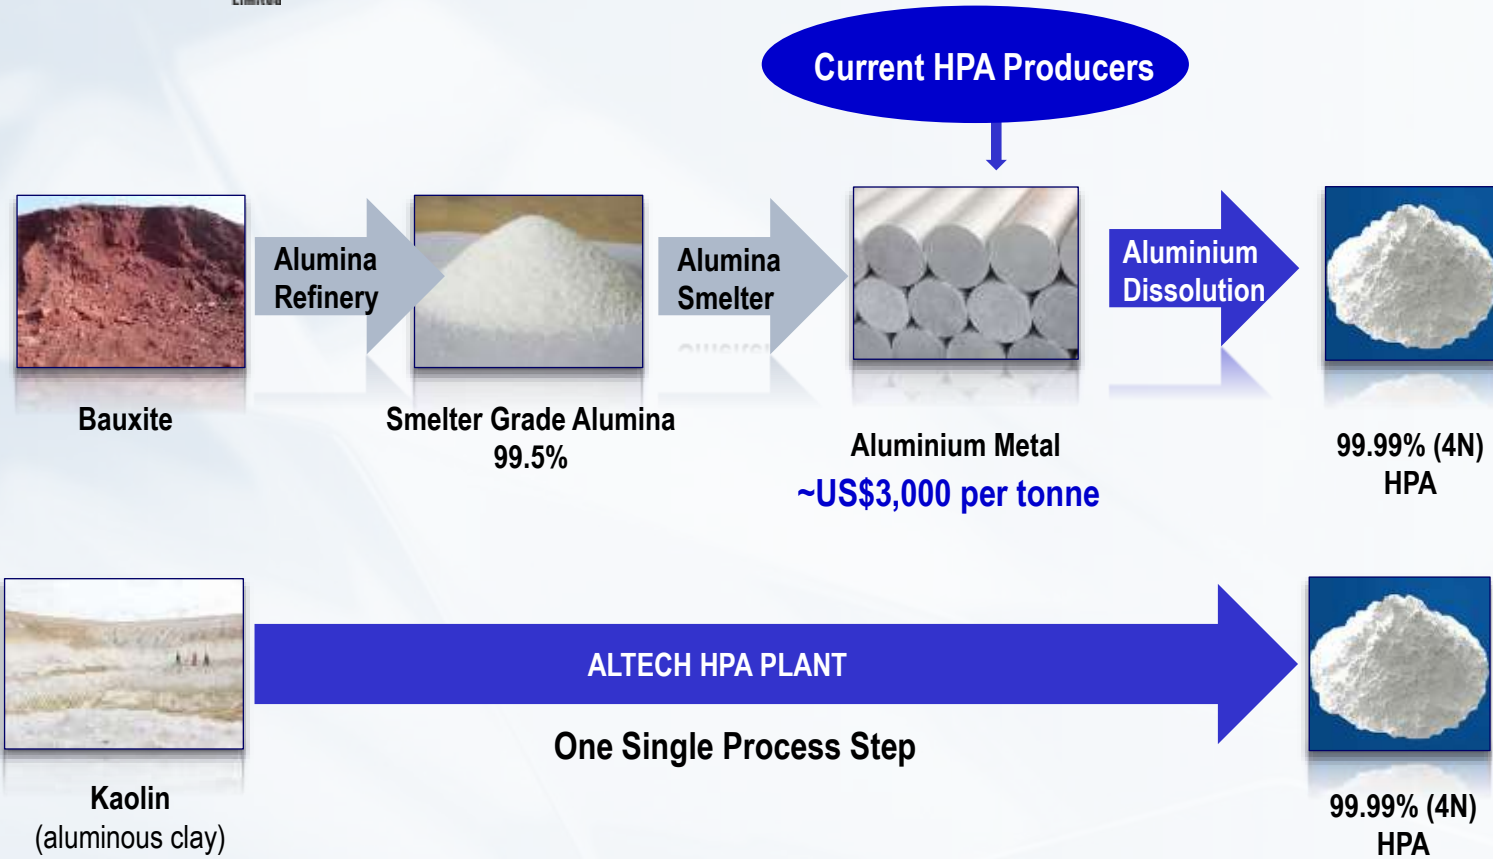 Limited
Current HPA Producers
Alumina
Refinery
Alumina
Smelter
Aluminium
Dissolution
Bauxite
Smelter Grade Alumina
99.5%
Aluminium Metal
~US$3,000 per tonne
99.99% (4N)
HPA
ALTECH HPA PLANT
One Single Process Step
Kaolin
(aluminous clay)
99.99% (4N)
HPA